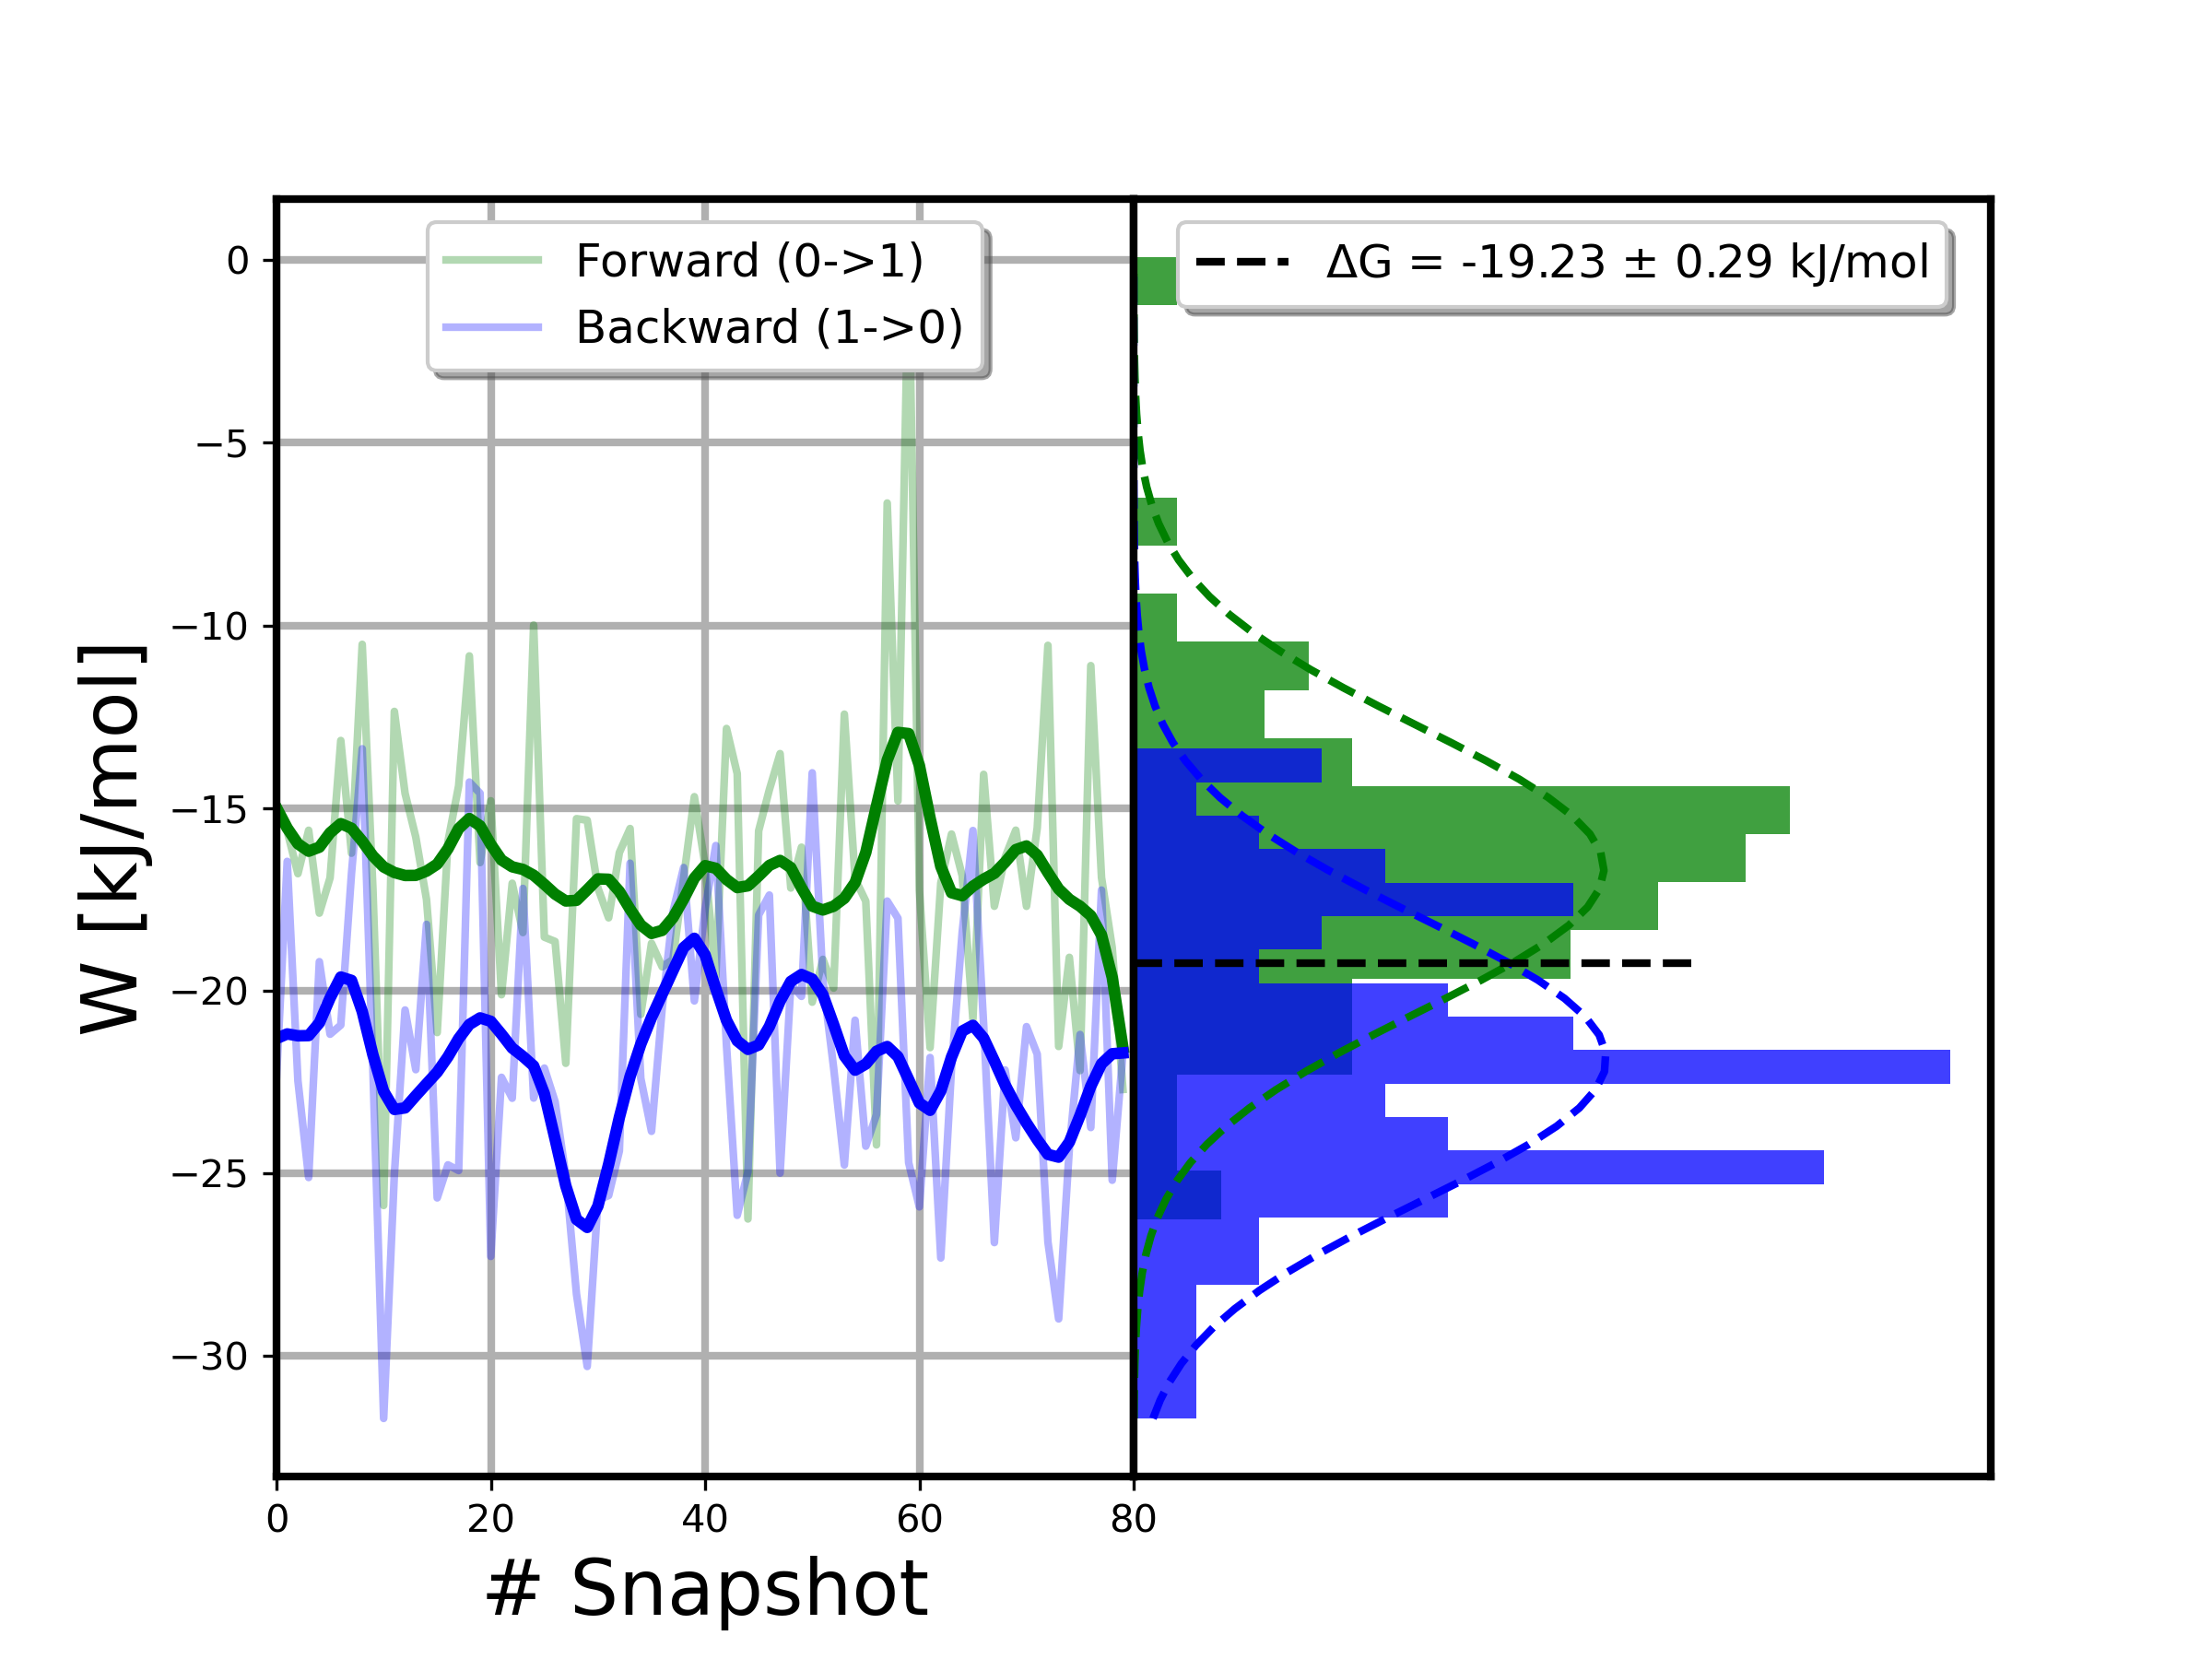 Forward (0->1)
Backward (1->0)
ΔG = -19.23 ± 0.29 kJ/mol
W [kJ/mol]
0
−5
−10
−15
−20
−25
−30
0 20 40 60 80
# Snapshot